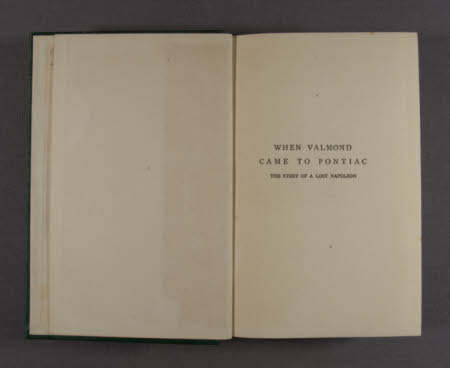 WHEN VALMOND
CAME TO PONTIAC
THE STORY OF A LOST NAPOLEON